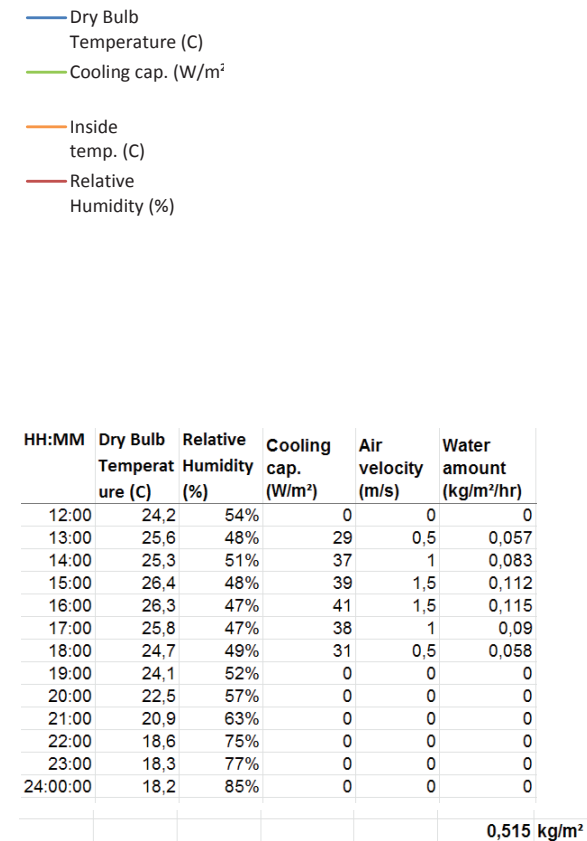 Dry Bulb
Temperature (C)
Cooling cap. (W/m²
Inside
temp. (C)
Relative
Humidity (%)
HH:MM Dry Bulb Temperat ure (C) Relative Humidity (%) Cooling cap. (W/m²) Air velocity (m/s) Water amount (kg/m²/hr)
12:00 24,2 54% 0 0 0
13:00 25,6 48% 29 0,5 0,057
14:00 25,3 51% 37 1 0,083
15:00 26,4 48% 39 1,5 0,112
16:00 26,3 47% 41 1,5 0,115
17:00 25,8 47% 38 1 0,09
18:00 24,7 49% 31 0,5 0,058
19:00 24,1 52% 0 0 0
20:00 22,5 57% 0 0 0
21:00 20,9 63% 0 0 0
22:00 18,6 75% 0 0 0
23:00 18,3 77% 0 0 0
24:00:00 18,2 85% 0 0 0
0,515 kg/m²